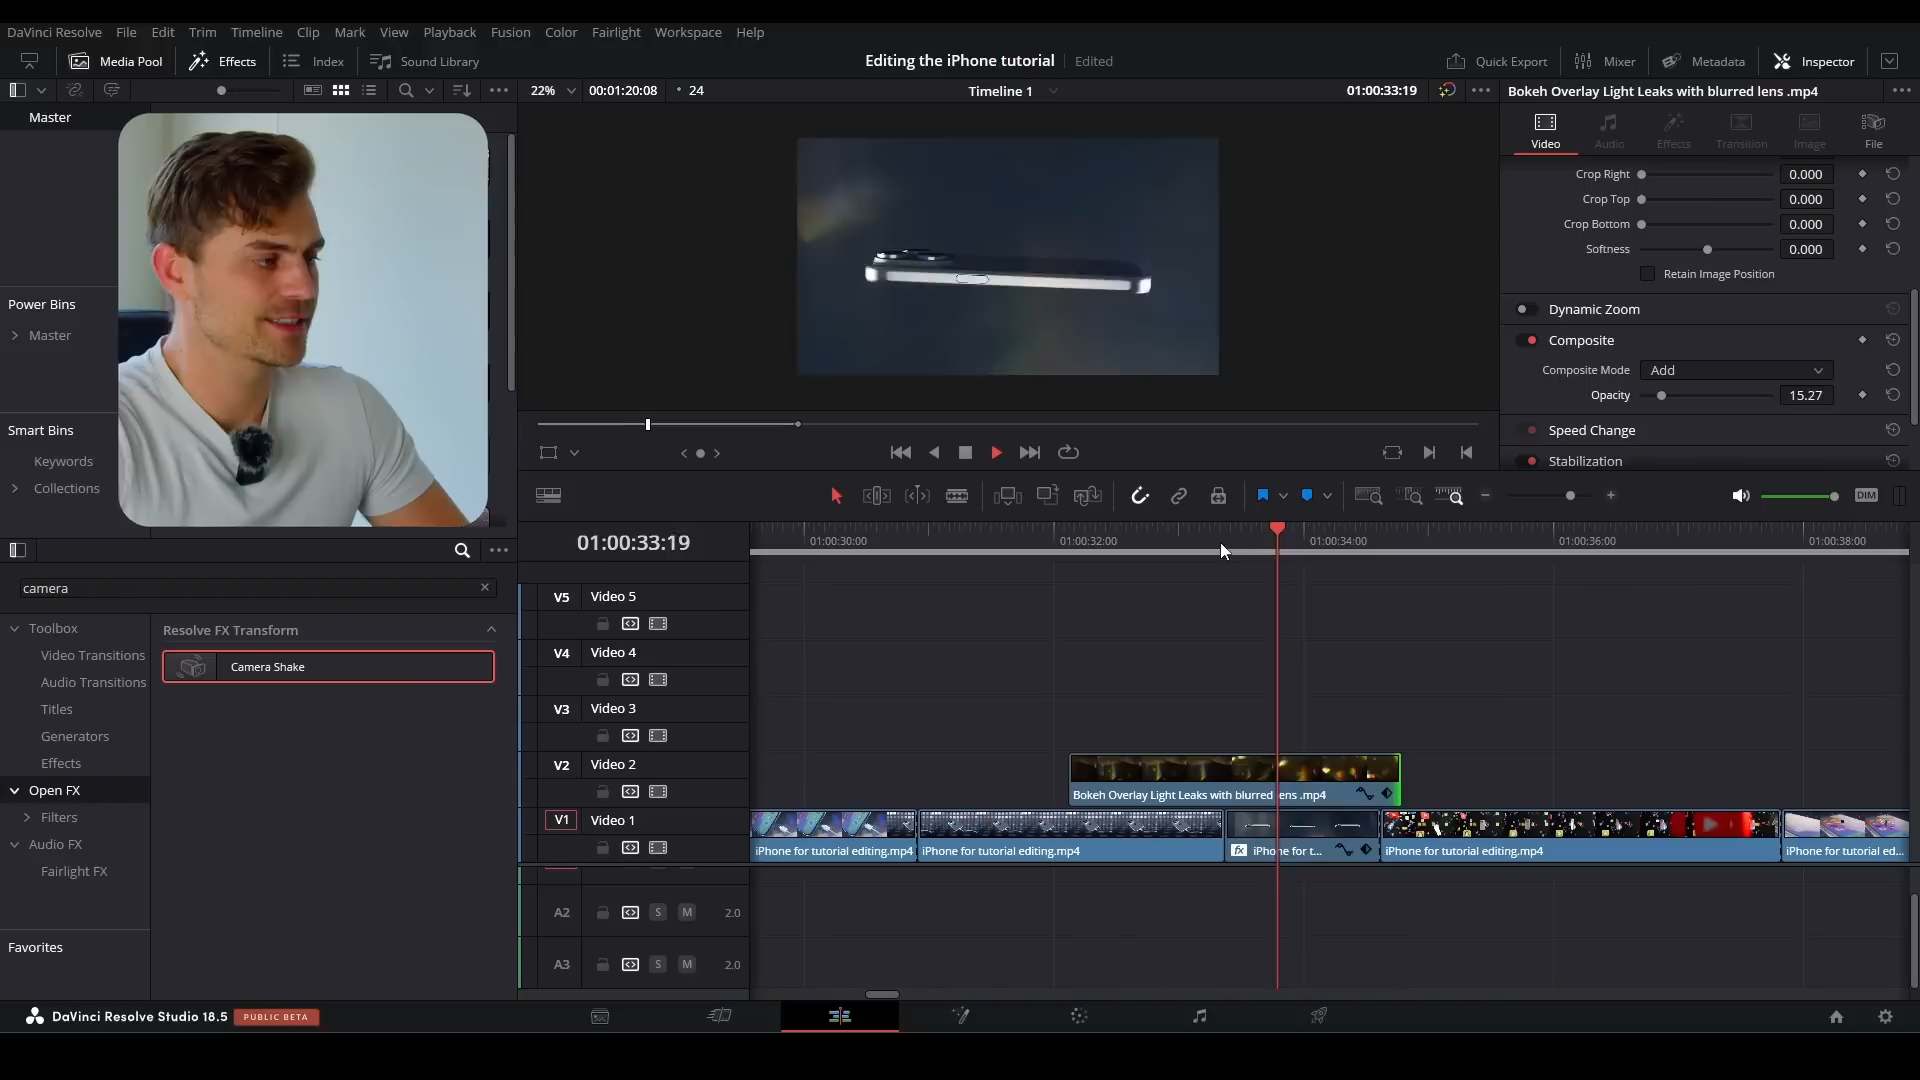 DaVinci Resolve File Edit Trim Timeline Clip Mark View Playback Fusion Color Fairlight Workspace Help
Media Pool Effects Index Sound Library Editing the iPhone tutorial Edited Quick Export Mixer Metadata Inspector
22% 00:01:20:08 24 Timeline 1 01:00:33:19 Bokeh Overlay Light Leaks with blurred lens .mp4
Master
Video Audio Effects Transition Image File
Crop Right 0.000
Crop Top 0.000
Crop Bottom 0.000
Softness 0.000
Retain Image Position
Power Bins
Master
Dynamic Zoom
Composite
Composite Mode Add
Opacity 15.27
Smart Bins
Keywords
Collections
Speed Change
Stabilization
DIM
01:00:33:19
01:00:30:00 01:00:32:00 01:00:34:00 01:00:36:00 01:00:38:00
camera
Toolbox
Video Transitions
Audio Transitions
Titles
Generators
Effects
Open FX
Filters
Audio FX
Fairlight FX
Favorites
Resolve FX Transform
Camera Shake
V5 Video 5
V4 Video 4
V3 Video 3
V2 Video 2
Bokeh Overlay Light Leaks with blurred lens .mp4
V1 Video 1
iPhone for tutorial editing.mp4 iPhone for tutorial editing.mp4 fx iPhone for t... iPhone for tutorial editing.mp4 iPhone for tutorial ed...
A2 S M 2.0
A3 S M 2.0
DaVinci Resolve Studio 18.5 PUBLIC BETA